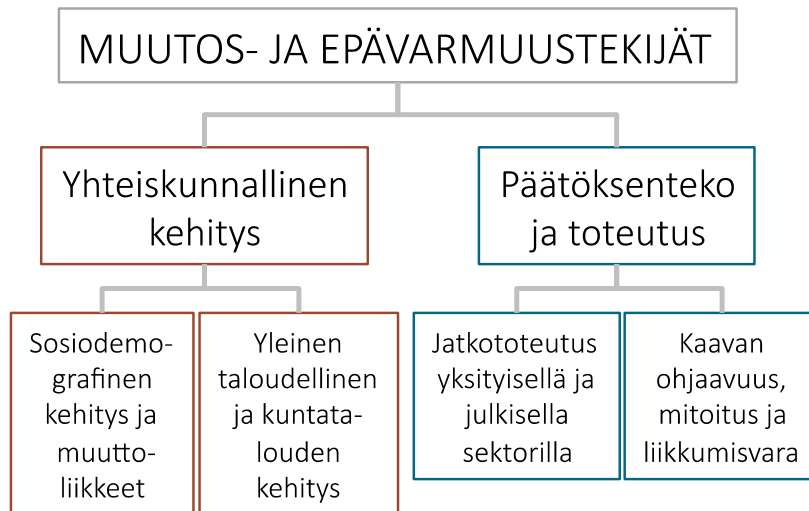 MUUTOS- JA EPÄVARMUUSTEKIJÄT
Yhteiskunnallinen
kehitys
Päätöksenteko
ja toteutus
Sosiodemo-
grafinen
kehitys ja
muutto-
liikkeet
Yleinen
taloudellinen
ja kuntata-
louden
kehitys
Jatkototeutus
yksityisellä ja
julkisella
sektorilla
Kaavan
ohjaavuus,
mitoitus ja
liikkumisvara